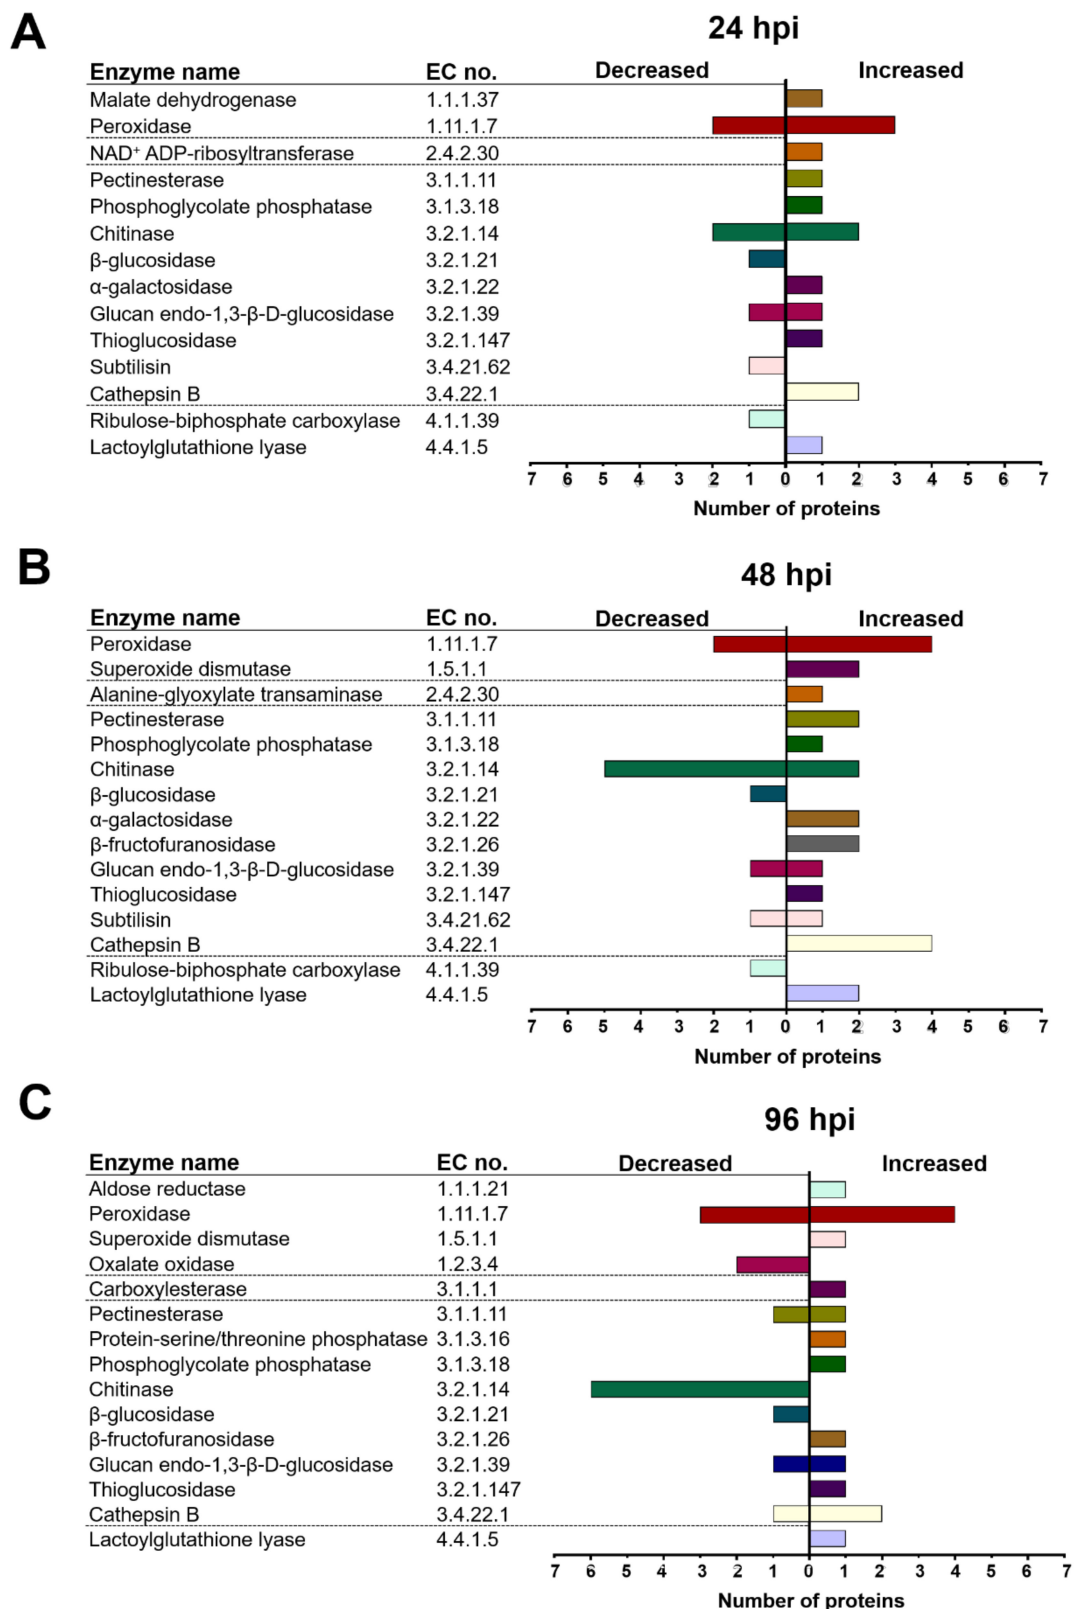 A
24 hpi
Enzyme name EC no. Decreased Increased
Malate dehydrogenase 1.1.1.37
Peroxidase 1.11.1.7
NAD⁺ ADP-ribosyltransferase 2.4.2.30
Pectinesterase 3.1.1.11
Phosphoglycolate phosphatase 3.1.3.18
Chitinase 3.2.1.14
β-glucosidase 3.2.1.21
α-galactosidase 3.2.1.22
Glucan endo-1,3-β-D-glucosidase 3.2.1.39
Thioglucosidase 3.2.1.147
Subtilisin 3.4.21.62
Cathepsin B 3.4.22.1
Ribulose-biphosphate carboxylase 4.1.1.39
Lactoylglutathione lyase 4.4.1.5
7 6 5 4 3 2 1 0 1 2 3 4 5 6 7
Number of proteins
B
48 hpi
Enzyme name EC no. Decreased Increased
Peroxidase 1.11.1.7
Superoxide dismutase 1.5.1.1
Alanine-glyoxylate transaminase 2.4.2.30
Pectinesterase 3.1.1.11
Phosphoglycolate phosphatase 3.1.3.18
Chitinase 3.2.1.14
β-glucosidase 3.2.1.21
α-galactosidase 3.2.1.22
β-fructofuranosidase 3.2.1.26
Glucan endo-1,3-β-D-glucosidase 3.2.1.39
Thioglucosidase 3.2.1.147
Subtilisin 3.4.21.62
Cathepsin B 3.4.22.1
Ribulose-biphosphate carboxylase 4.1.1.39
Lactoylglutathione lyase 4.4.1.5
7 6 5 4 3 2 1 0 1 2 3 4 5 6 7
Number of proteins
C
96 hpi
Enzyme name EC no. Decreased Increased
Aldose reductase 1.1.1.21
Peroxidase 1.11.1.7
Superoxide dismutase 1.5.1.1
Oxalate oxidase 1.2.3.4
Carboxylesterase 3.1.1.1
Pectinesterase 3.1.1.11
Protein-serine/threonine phosphatase 3.1.3.16
Phosphoglycolate phosphatase 3.1.3.18
Chitinase 3.2.1.14
β-glucosidase 3.2.1.21
β-fructofuranosidase 3.2.1.26
Glucan endo-1,3-β-D-glucosidase 3.2.1.39
Thioglucosidase 3.2.1.147
Cathepsin B 3.4.22.1
Lactoylglutathione lyase 4.4.1.5
7 6 5 4 3 2 1 0 1 2 3 4 5 6 7
Number of proteins